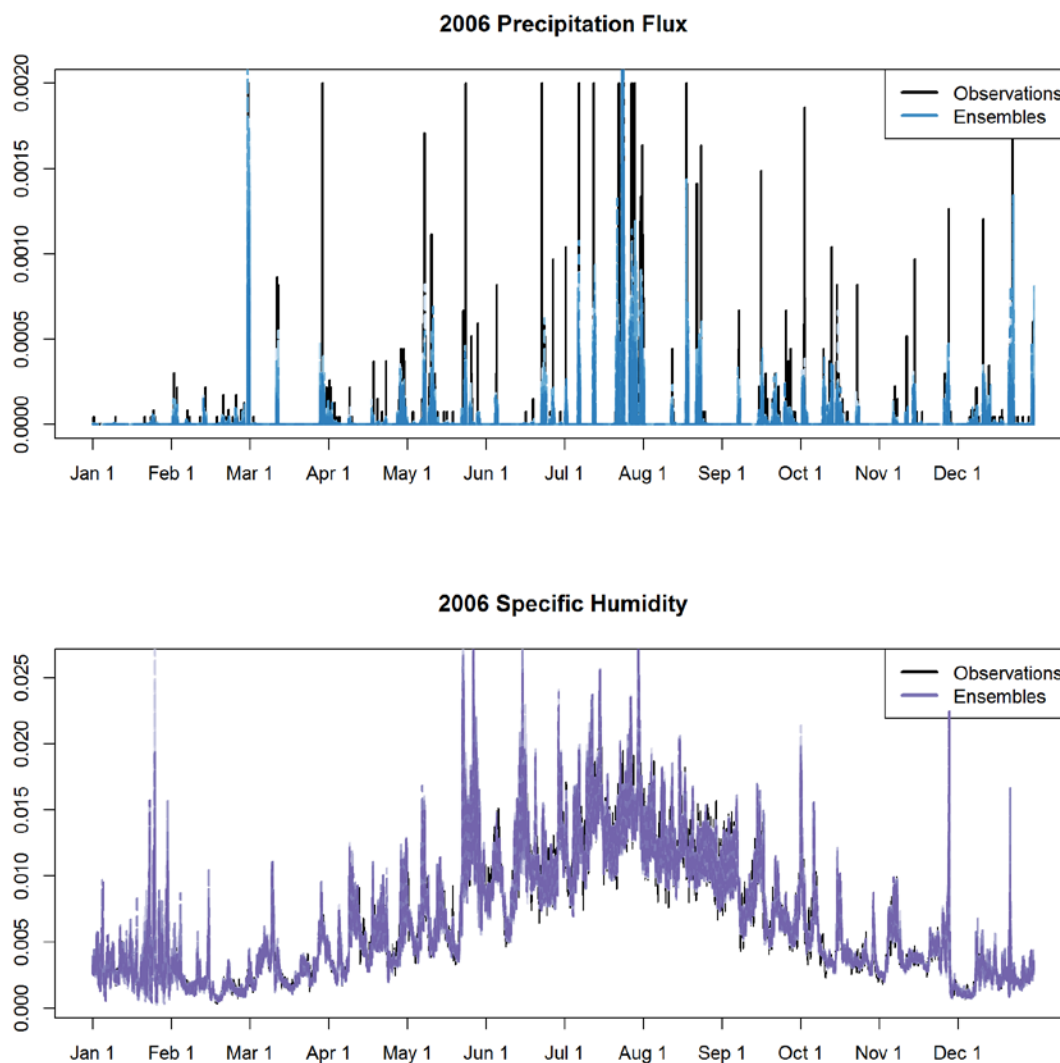 2006 Precipitation Flux
0.0020
0.0015
0.0010
0.0005
0.0000
Observations
Ensembles
Jan 1 Feb 1 Mar 1 Apr 1 May 1 Jun 1 Jul 1 Aug 1 Sep 1 Oct 1 Nov 1 Dec 1
2006 Specific Humidity
0.025
0.020
0.015
0.010
0.005
0.000
Observations
Ensembles
Jan 1 Feb 1 Mar 1 Apr 1 May 1 Jun 1 Jul 1 Aug 1 Sep 1 Oct 1 Nov 1 Dec 1